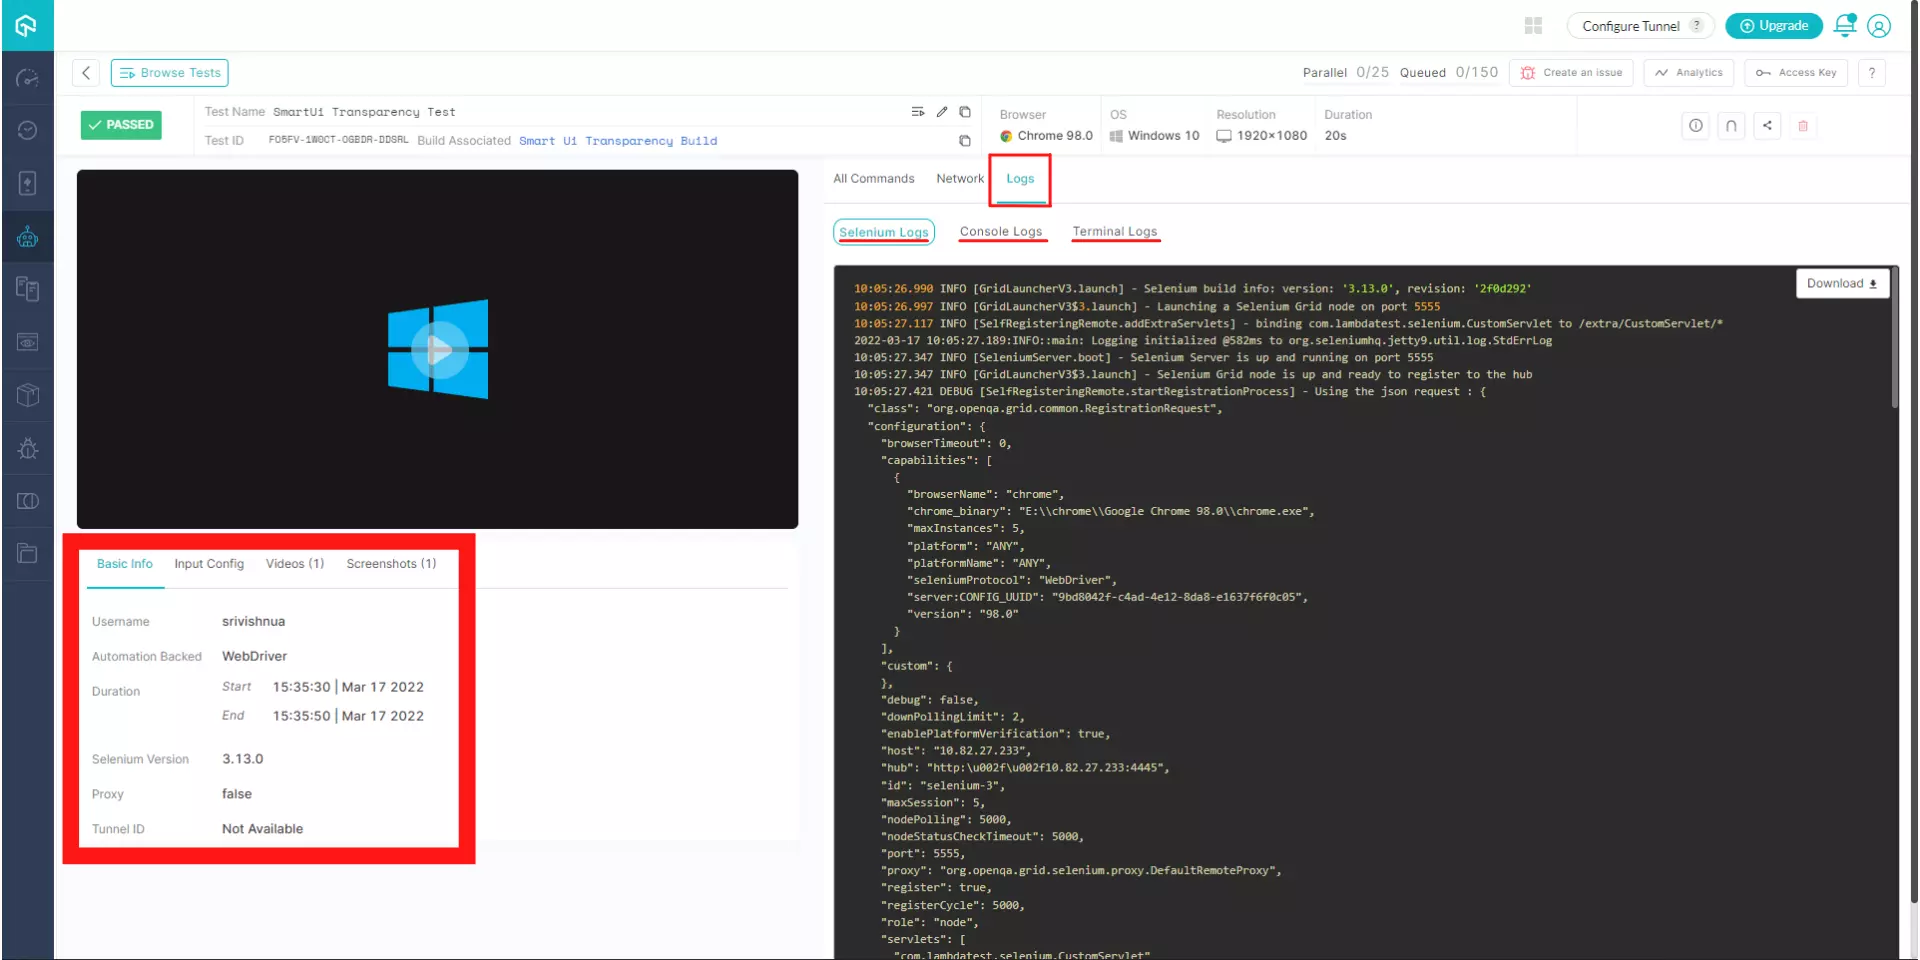 Configure Tunnel ?
Upgrade
Browse Tests
Parallel 0/25 Queued 0/150
Create an issue
Analytics
Access Key
?
PASSED
Test Name SmartUi Transparency Test
Test ID FO5FV-1W0CT-OGBDR-DDSRL Build Associated Smart Ui Transparency Build
Browser
Chrome 98.0
OS
Windows 10
Resolution
1920×1080
Duration
20s
All Commands Network Logs
Selenium Logs Console Logs Terminal Logs
Download
10:05:26.990 INFO [GridLauncherV3.launch] - Selenium build info: version: '3.13.0', revision: '2f0d292'
10:05:26.997 INFO [GridLauncherV3$3.launch] - Launching a Selenium Grid node on port 5555
10:05:27.117 INFO [SelfRegisteringRemote.addExtraServlets] - binding com.lambdatest.selenium.CustomServlet to /extra/CustomServlet/*
2022-03-17 10:05:27.189:INFO::main: Logging initialized @582ms to org.seleniumhq.jetty9.util.log.StdErrLog
10:05:27.347 INFO [SeleniumServer.boot] - Selenium Server is up and running on port 5555
10:05:27.347 INFO [GridLauncherV3$3.launch] - Selenium Grid node is up and ready to register to the hub
10:05:27.421 DEBUG [SelfRegisteringRemote.startRegistrationProcess] - Using the json request : {
"class": "org.openqa.grid.common.RegistrationRequest",
"configuration": {
"browserTimeout": 0,
"capabilities": [
{
"browserName": "chrome",
"chrome_binary": "E:\\chrome\\Google Chrome 98.0\\chrome.exe",
"maxInstances": 5,
"platform": "ANY",
"platformName": "ANY",
"seleniumProtocol": "WebDriver",
"server:CONFIG_UUID": "9bd8042f-c4ad-4e12-8da8-e1637f6f0c05",
"version": "98.0"
}
],
"custom": {
},
"debug": false,
"downPollingLimit": 2,
"enablePlatformVerification": true,
"host": "10.82.27.233",
"hub": "http:\u002f\u002f10.82.27.233:4445",
"id": "selenium-3",
"maxSession": 5,
"nodePolling": 5000,
"nodeStatusCheckTimeout": 5000,
"port": 5555,
"proxy": "org.openqa.grid.selenium.proxy.DefaultRemoteProxy",
"register": true,
"registerCycle": 5000,
"role": "node",
"servlets": [
"com.lambdatest.selenium.CustomServlet"
Basic Info Input Config Videos (1) Screenshots (1)
Username srivishnua
Automation Backed WebDriver
Duration Start 15:35:30 | Mar 17 2022
End 15:35:50 | Mar 17 2022
Selenium Version 3.13.0
Proxy false
Tunnel ID Not Available